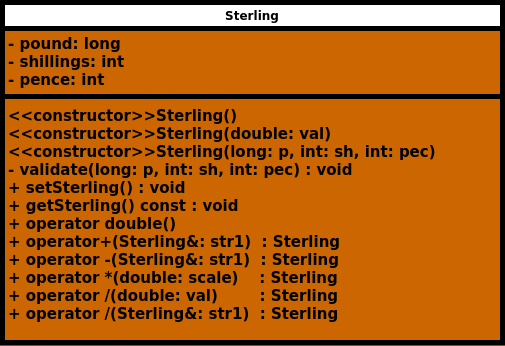 Sterling
- pound: long
- shillings: int
- pence: int
<<constructor>>Sterling()
<<constructor>>Sterling(double: val)
<<constructor>>Sterling(long: p, int: sh, int: pec)
- validate(long: p, int: sh, int: pec) : void
+ setSterling() : void
+ getSterling() const : void
+ operator double()
+ operator+(Sterling&: str1) : Sterling
+ operator -(Sterling&: str1) : Sterling
+ operator *(double: scale) : Sterling
+ operator /(double: val) : Sterling
+ operator /(Sterling&: str1) : Sterling